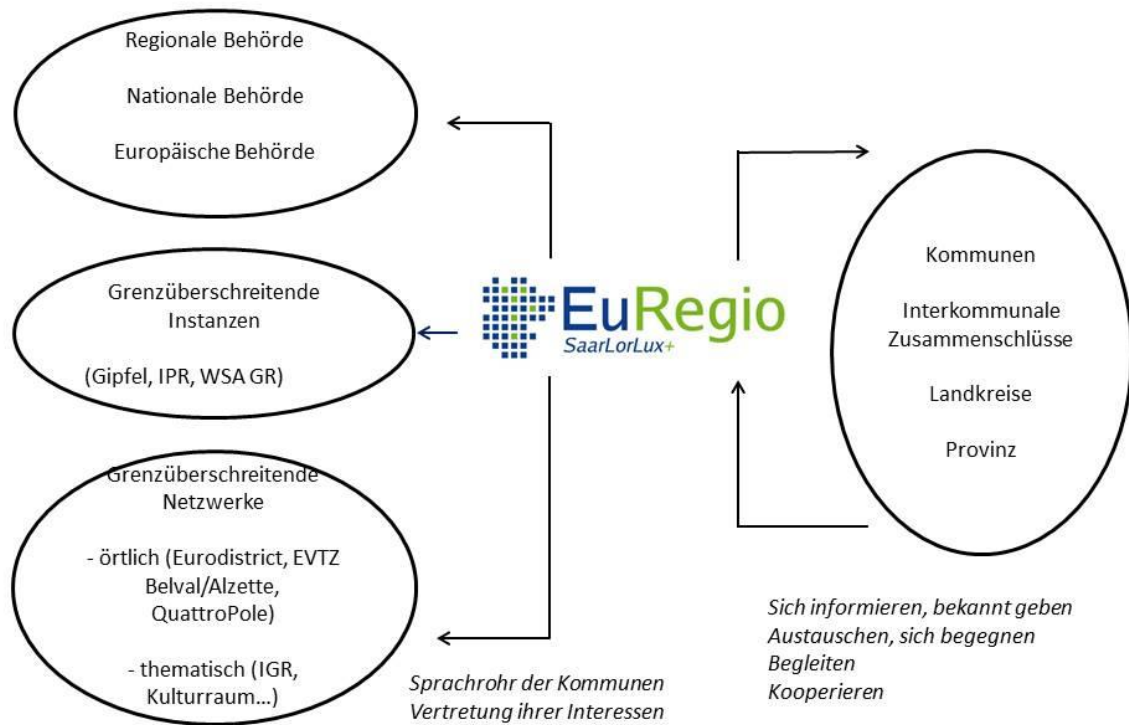 Regionale Behörde
Nationale Behörde
Europäische Behörde
Grenzüberschreitende
Instanzen
(Gipfel, IPR, WSA GR)
Grenzüberschreitende
Netzwerke
- örtlich (Eurodistrict, EVTZ
Belval/Alzette,
QuattroPole)
- thematisch (IGR,
Kulturraum...)
EuRegio
SaarLorLux+
Sprachrohr der Kommunen
Vertretung ihrer Interessen
Kommunen
Interkommunale
Zusammenschlüsse
Landkreise
Provinz
Sich informieren, bekannt geben
Austauschen, sich begegnen
Begleiten
Kooperieren